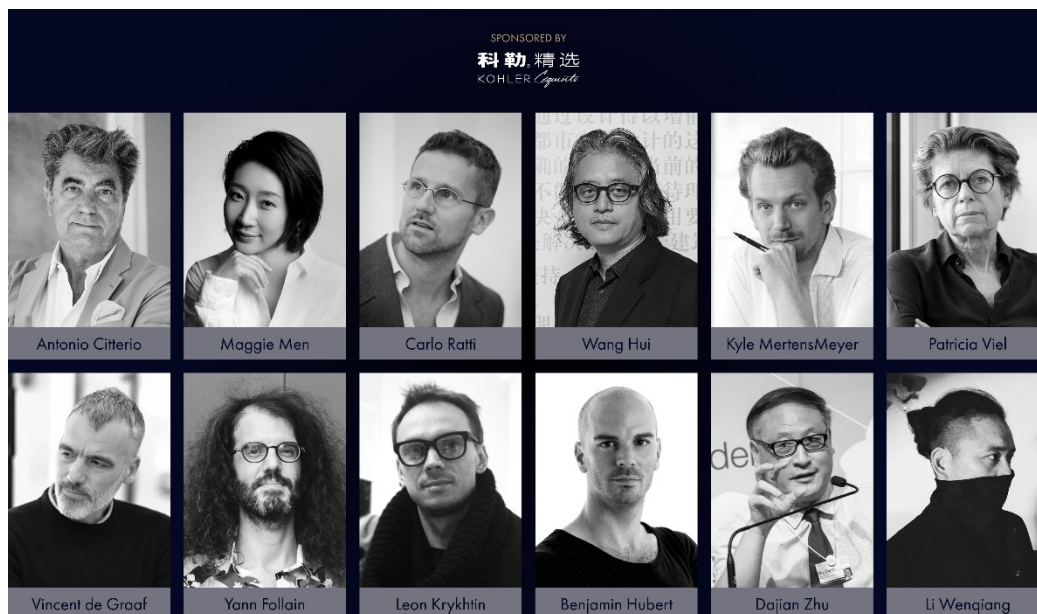 SPONSORED BY
科勒®精选
KOHLER Exquisite
Antonio Citterio
Maggie Men
Carlo Ratti
Wang Hui
Kyle MertensMeyer
Patricia Viel
Vincent de Graaf
Yann Follain
Leon Krykhtin
Benjamin Hubert
Dajian Zhu
Li Wenqiang